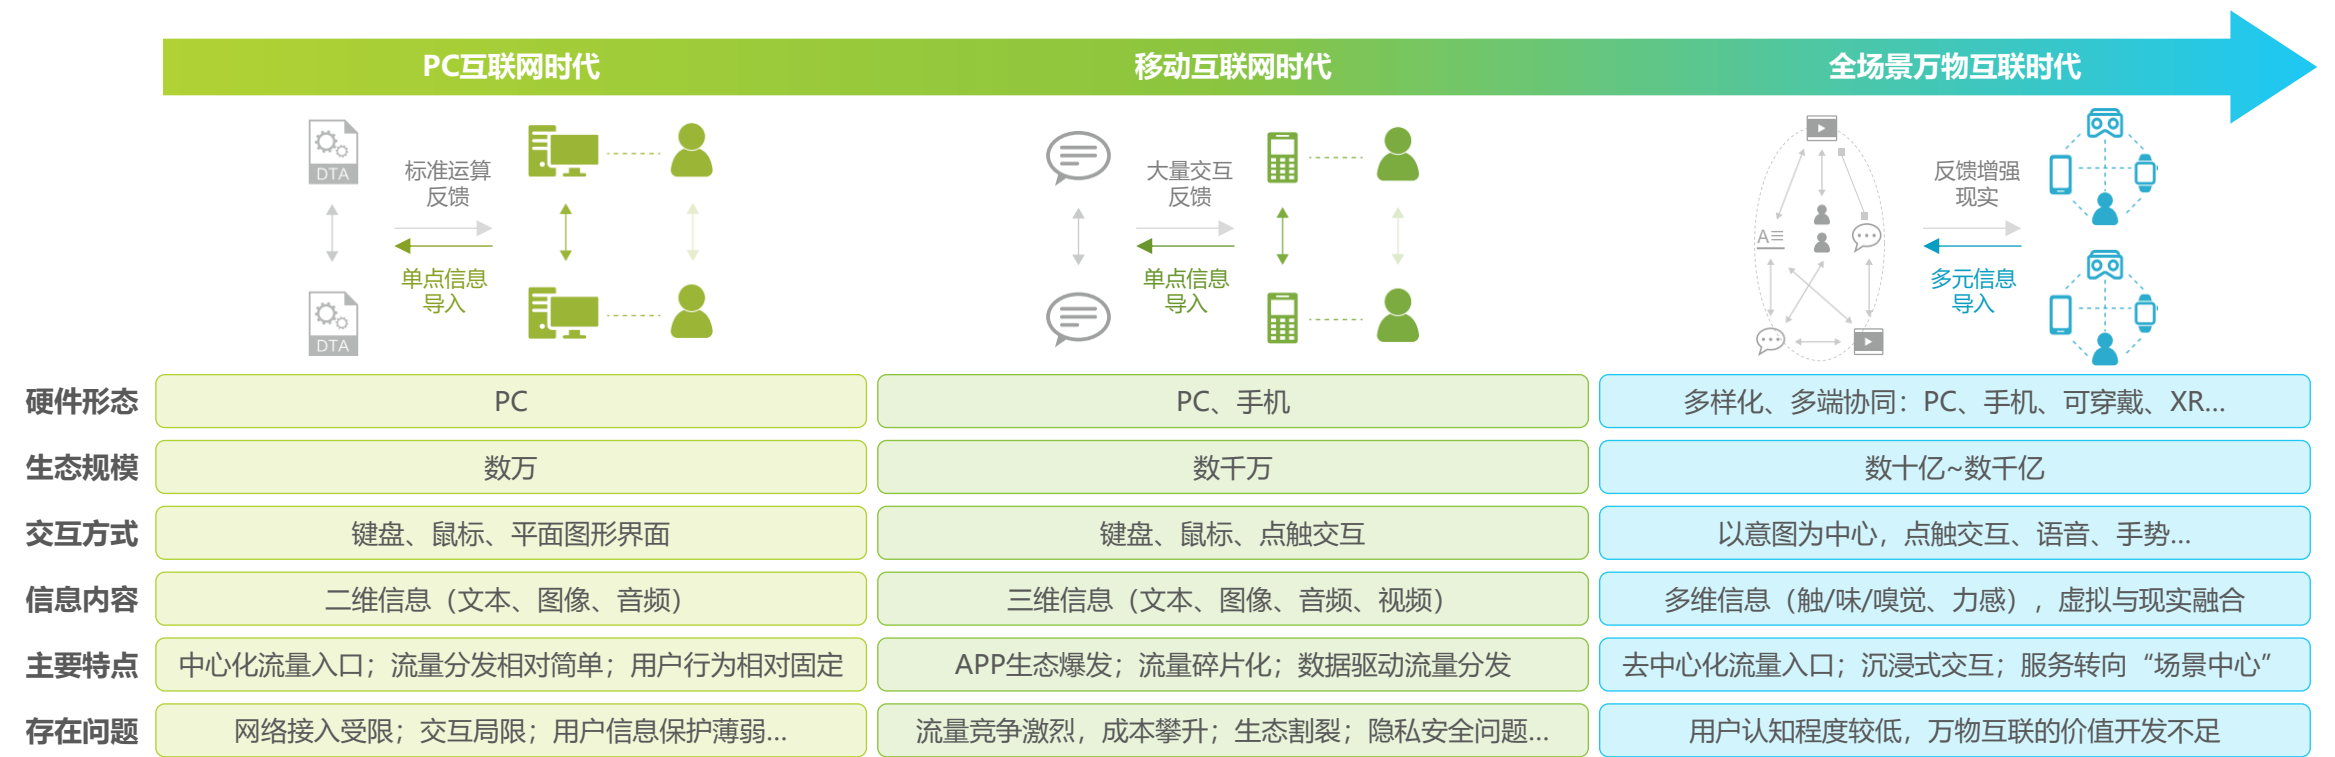 PC互联网时代
移动互联网时代
全场景万物互联时代
DTA
标准运算
反馈
单点信息
导入
DTA
大量交互
反馈
单点信息
导入
A
反馈增强
现实
多元信息
导入
硬件形态
PC
PC、手机
多样化、多端协同：PC、手机、可穿戴、XR…
生态规模
数万
数千万
数十亿~数千亿
交互方式
键盘、鼠标、平面图形界面
键盘、鼠标、点触交互
以意图为中心，点触交互、语音、手势…
信息内容
二维信息（文本、图像、音频）
三维信息（文本、图像、音频、视频）
多维信息（触/味/嗅觉、力感），虚拟与现实融合
主要特点
中心化流量入口；流量分发相对简单；用户行为相对固定
APP生态爆发；流量碎片化；数据驱动流量分发
去中心化流量入口；沉浸式交互；服务转向“场景中心”
存在问题
网络接入受限；交互局限；用户信息保护薄弱…
流量竞争激烈，成本攀升；生态割裂；隐私安全问题…
用户认知程度较低，万物互联的价值开发不足